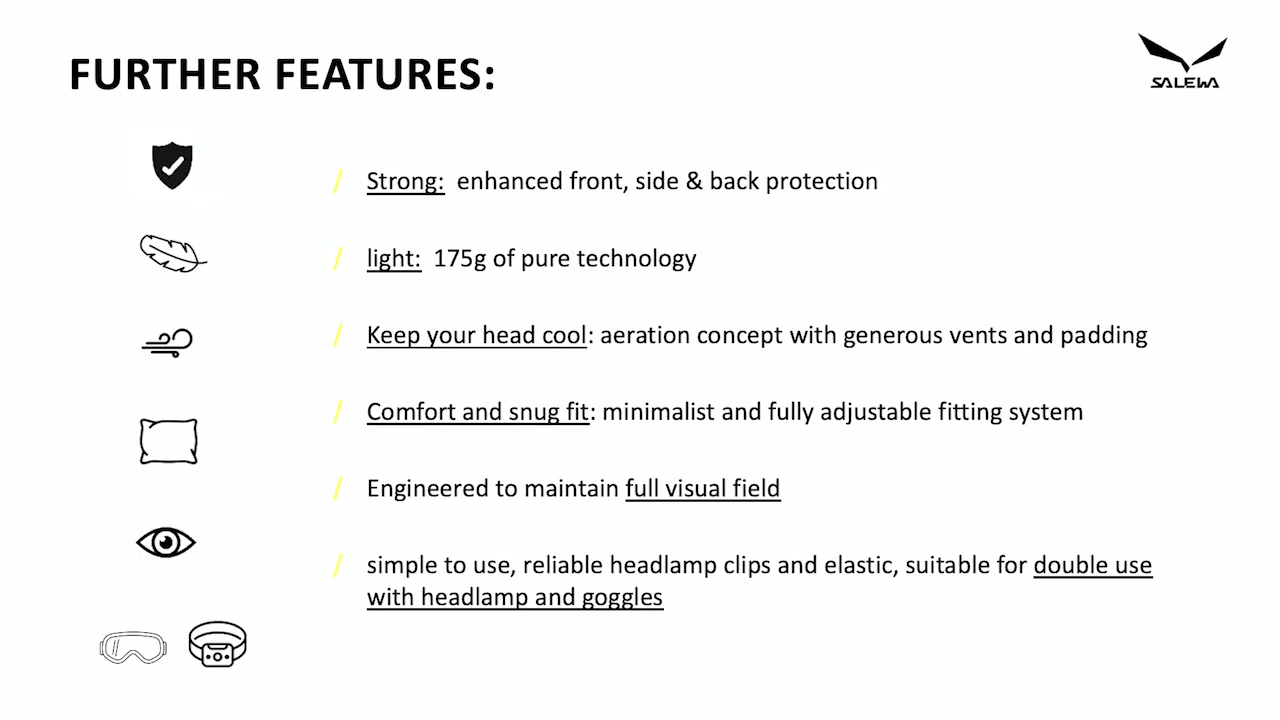 FURTHER FEATURES:
SALEWA
/ Strong: enhanced front, side & back protection
/ light: 175g of pure technology
/ Keep your head cool: aeration concept with generous vents and padding
/ Comfort and snug fit: minimalist and fully adjustable fitting system
/ Engineered to maintain full visual field
/ simple to use, reliable headlamp clips and elastic, suitable for double use
with headlamp and goggles